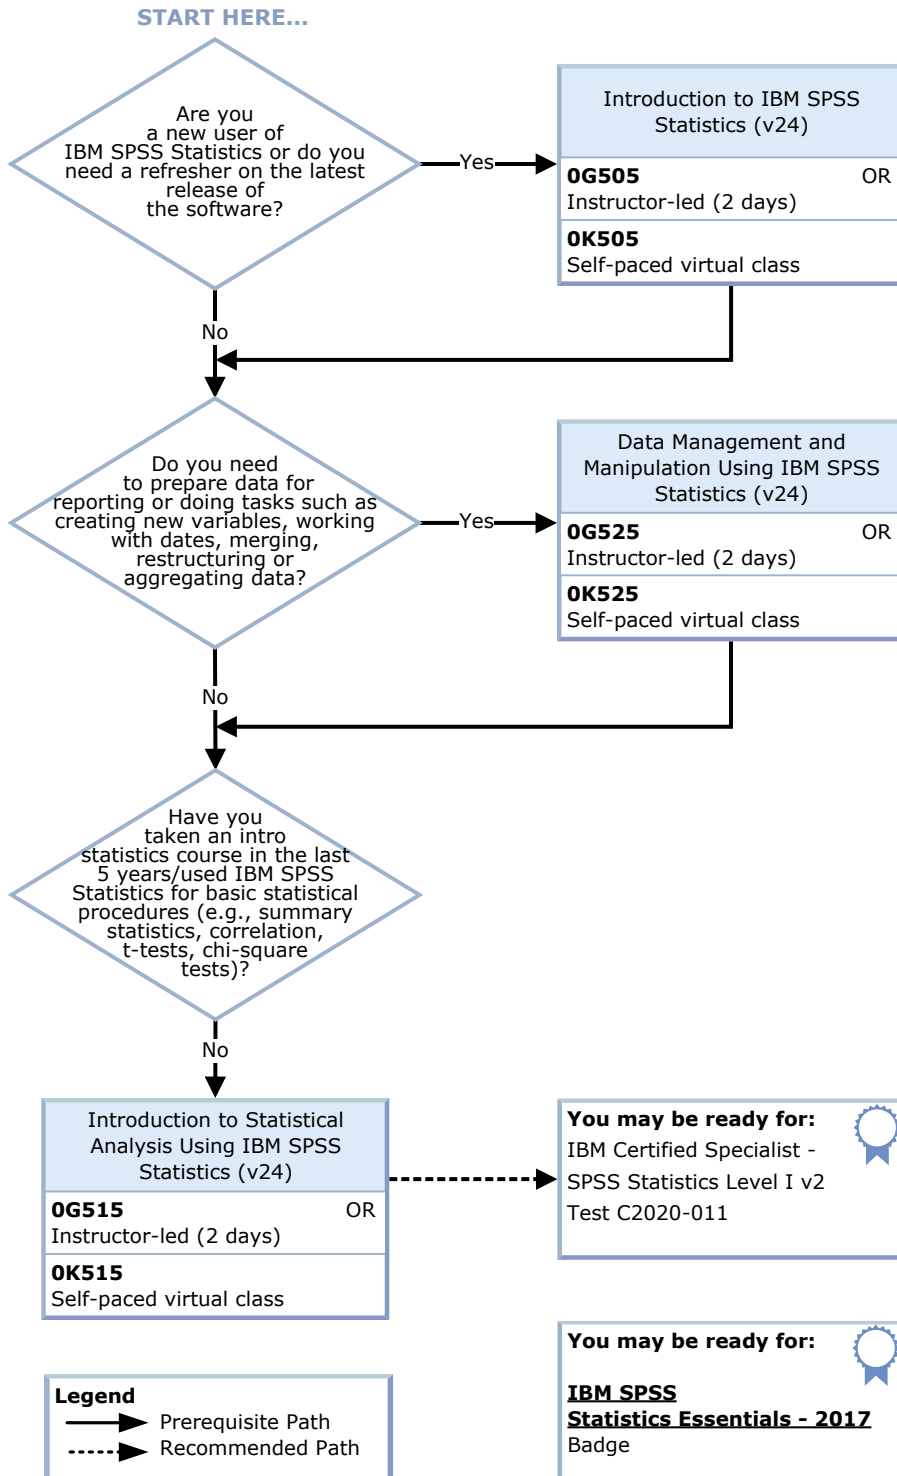 START HERE...
Are you
a new user of
IBM SPSS Statistics or do you
need a refresher on the latest
release of
the software?
Yes
Introduction to IBM SPSS
Statistics (v24)
0G505 OR
Instructor-led (2 days)
0K505
Self-paced virtual class
No
Do you need
to prepare data for
reporting or doing tasks such as
creating new variables, working
with dates, merging,
restructuring or
aggregating data?
Yes
Data Management and
Manipulation Using IBM SPSS
Statistics (v24)
0G525 OR
Instructor-led (2 days)
0K525
Self-paced virtual class
No
Have you
taken an intro
statistics course in the last
5 years/used IBM SPSS
Statistics for basic statistical
procedures (e.g., summary
statistics, correlation,
t-tests, chi-square
tests)?
No
Introduction to Statistical
Analysis Using IBM SPSS
Statistics (v24)
0G515 OR
Instructor-led (2 days)
0K515
Self-paced virtual class
You may be ready for:
IBM Certified Specialist -
SPSS Statistics Level I v2
Test C2020-011
You may be ready for:
IBM SPSS
Statistics Essentials - 2017
Badge
Legend
Prerequisite Path
Recommended Path